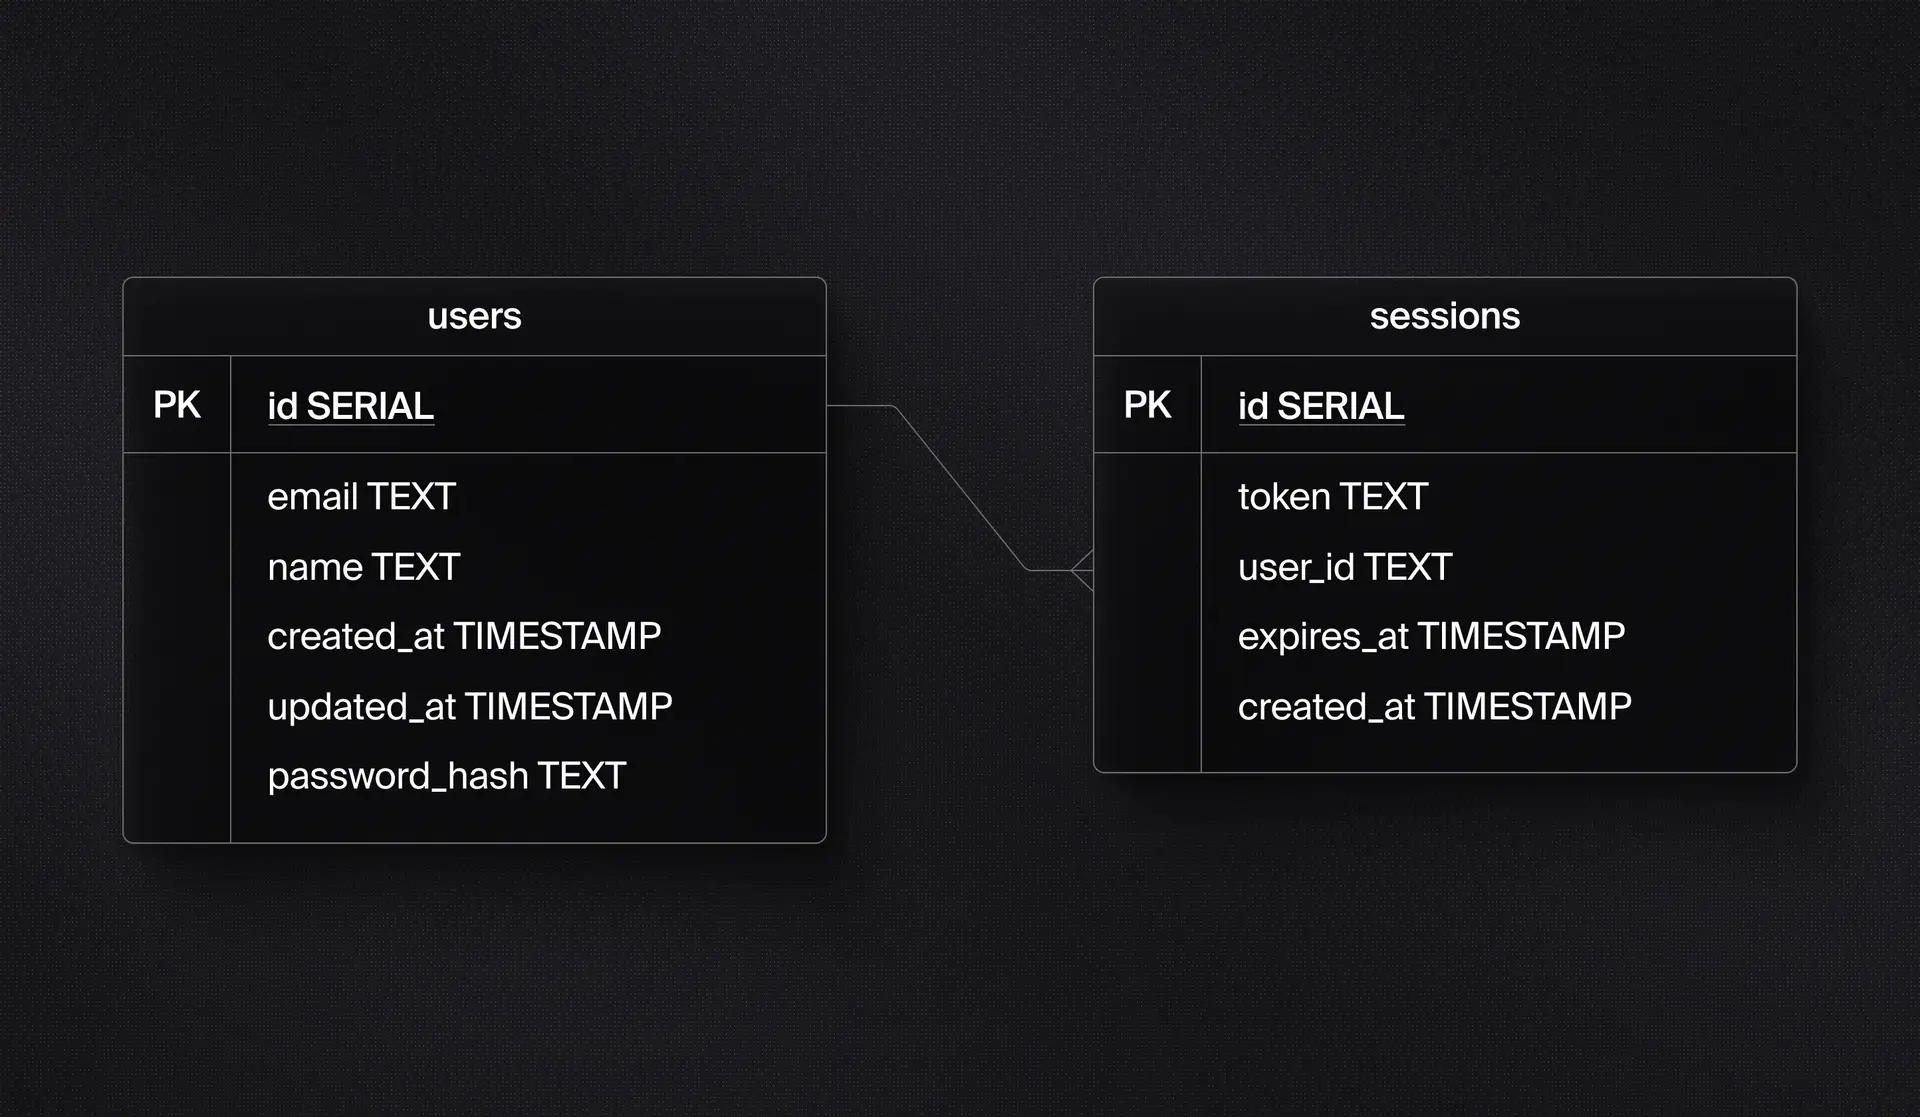 users
PK id SERIAL
email TEXT
name TEXT
created_at TIMESTAMP
updated_at TIMESTAMP
password_hash TEXT
sessions
PK id SERIAL
token TEXT
user_id TEXT
expires_at TIMESTAMP
created_at TIMESTAMP